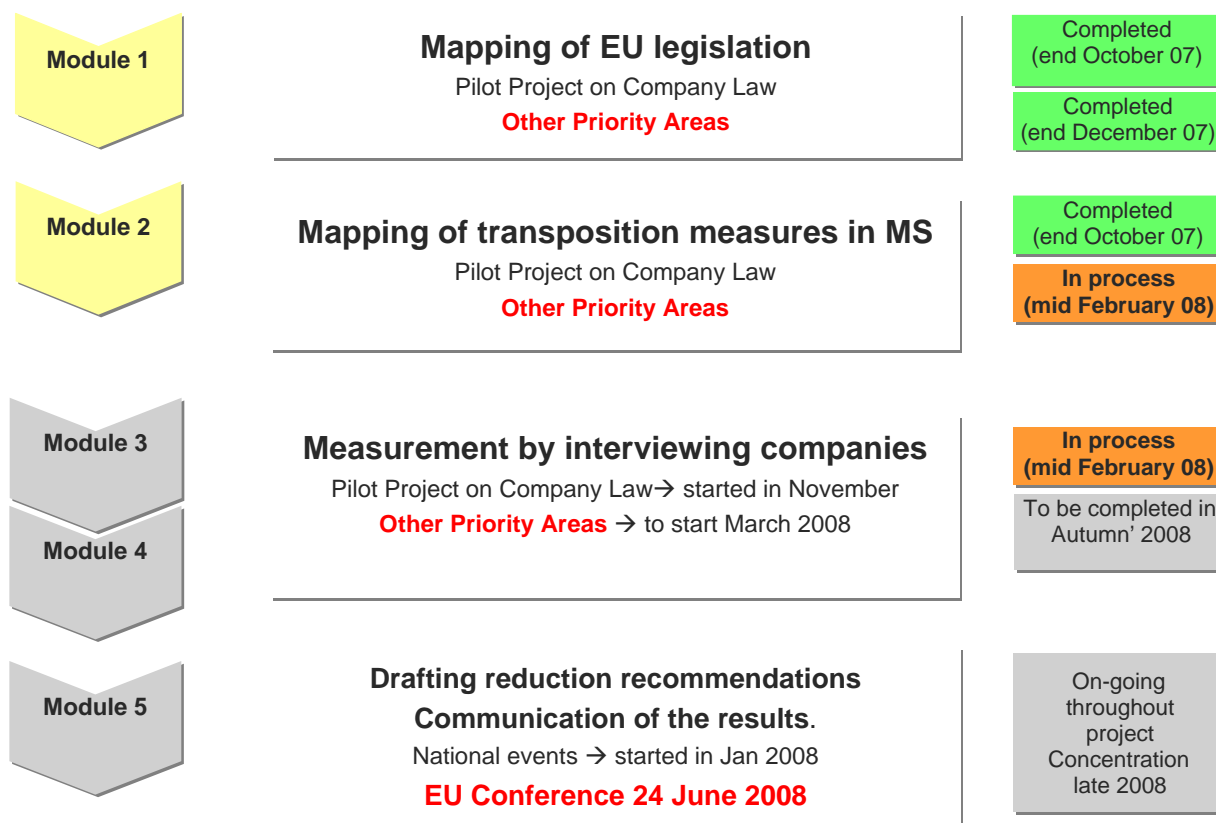 Module 1
Mapping of EU legislation
Pilot Project on Company Law
Other Priority Areas
Completed
(end October 07)
Completed
(end December 07)
Module 2
Mapping of transposition measures in MS
Pilot Project on Company Law
Other Priority Areas
Completed
(end October 07)
In process
(mid February 08)
Module 3
Module 4
Measurement by interviewing companies
Pilot Project on Company Law→ started in November
Other Priority Areas → to start March 2008
In process
(mid February 08)
To be completed in
Autumn’ 2008
Module 5
Drafting reduction recommendations
Communication of the results.
National events → started in Jan 2008
EU Conference 24 June 2008
On-going
throughout
project
Concentration
late 2008